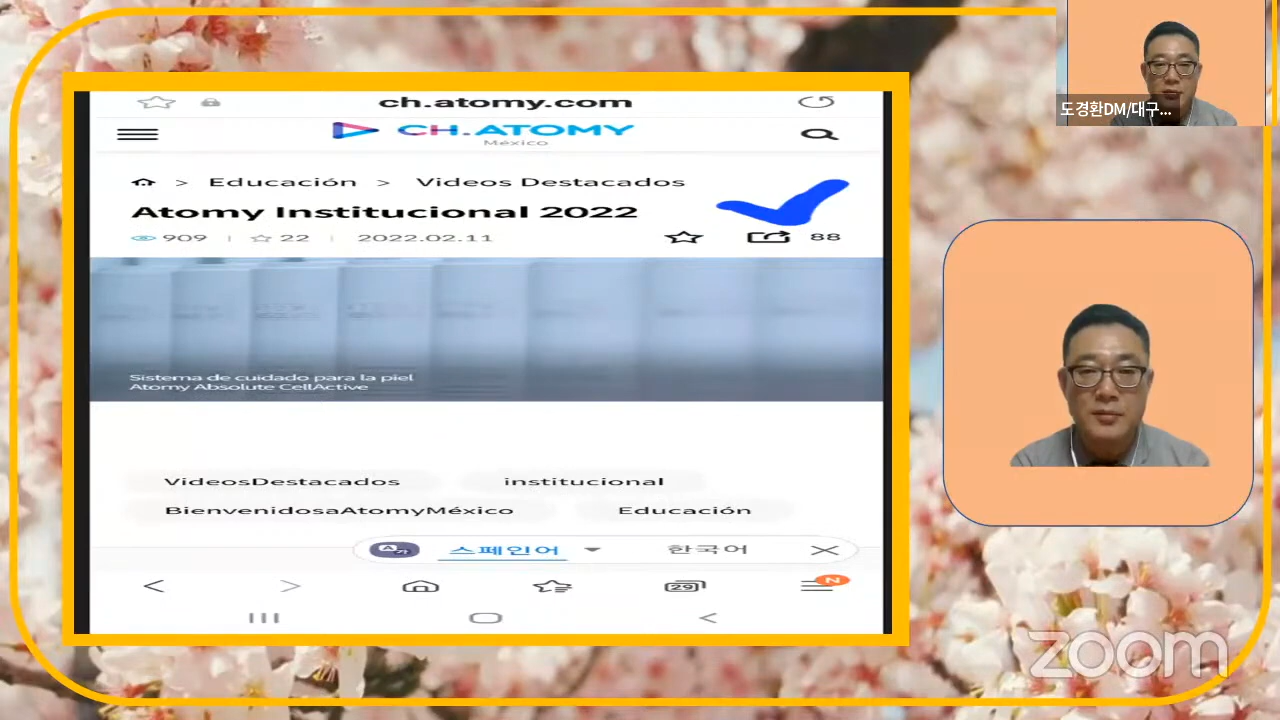 ch.atomy.com
CH.ATOMY
México
도경환DM/대구...
> Educación > Videos Destacados
Atomy Institucional 2022
909 | 22 | 2022.02.11
88
Sistema de cuidado para la piel
Atomy Absolute CellActive
VideosDestacados institucional
BienvenidosaAtomyMéxico Educación
스페인어 한국어
29
N
zoom